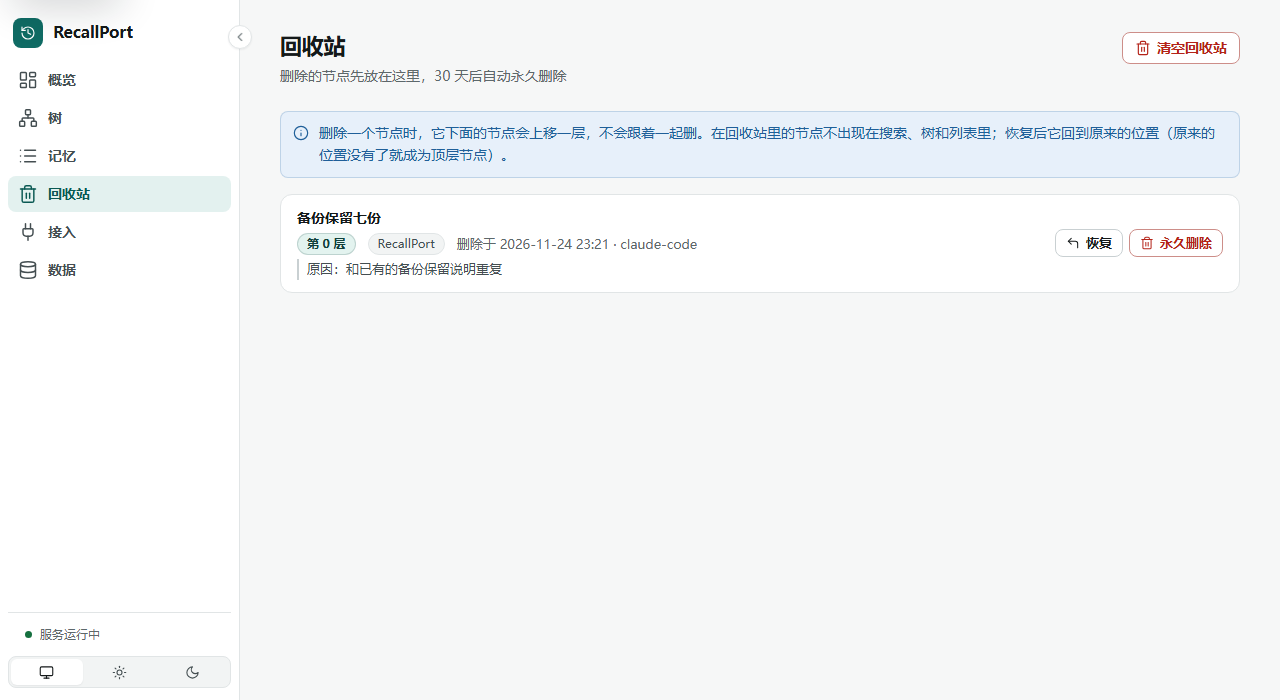 RecallPort
概览
树
记忆
回收站
接入
数据
服务运行中
回收站
删除的节点先放在这里，30 天后自动永久删除
清空回收站
删除一个节点时，它下面的节点会上移一层，不会跟着一起删。在回收站里的节点不出现在搜索、树和列表里；恢复后它回到原来的位置（原来的
位置没有了就成为顶层节点）。
备份保留七份
第 0 层 RecallPort 删除于 2026-11-24 23:21 · claude-code
原因：和已有的备份保留说明重复
恢复 永久删除